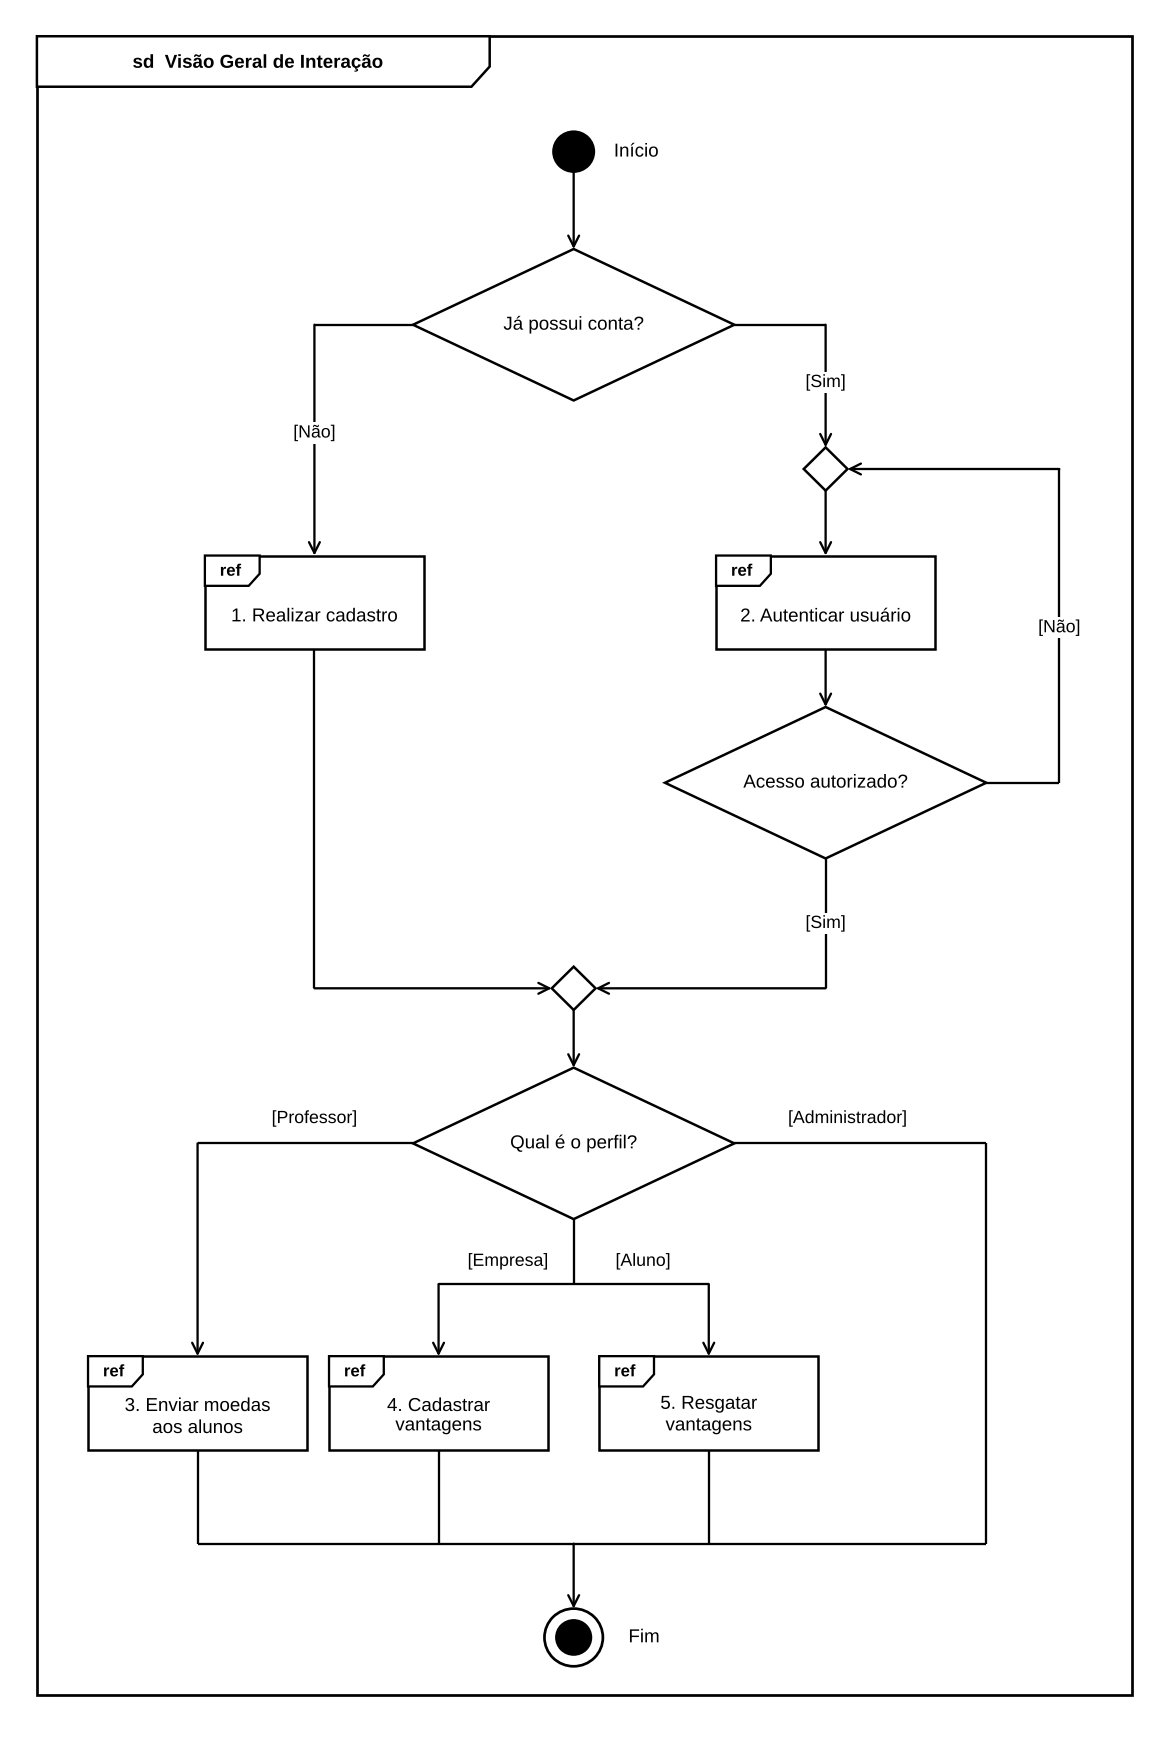 sd  Visão Geral de Interação
Início
Já possui conta?
[Sim]
[Não]
ref
1. Realizar cadastro
ref
2. Autenticar usuário
[Não]
Acesso autorizado?
[Sim]
[Professor]
[Administrador]
Qual é o perfil?
[Empresa]
[Aluno]
ref
3. Enviar moedas
aos alunos
ref
4. Cadastrar
vantagens
ref
5. Resgatar
vantagens
Fim